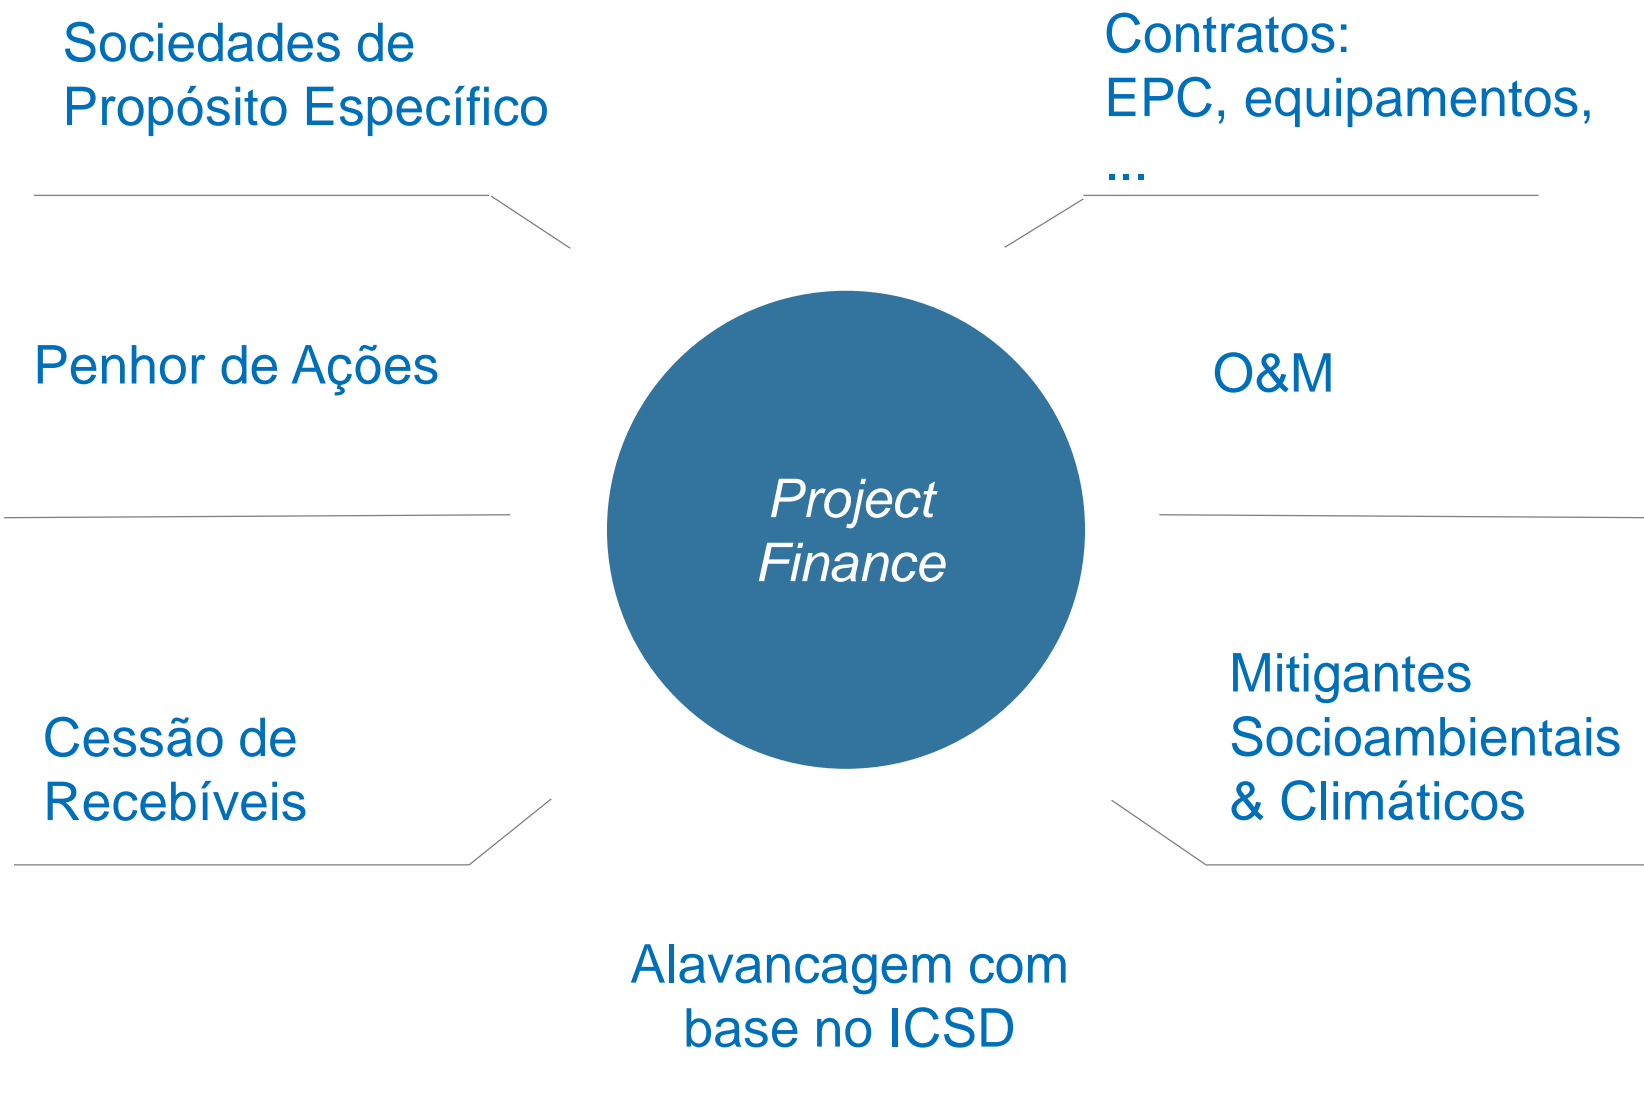 Sociedades de
Propósito Específico
Contratos:
EPC, equipamentos,
...
Penhor de Ações
O&M
Project
Finance
Cessão de
Recebíveis
Mitigantes
Socioambientais
& Climáticos
Alavancagem com
base no ICSD